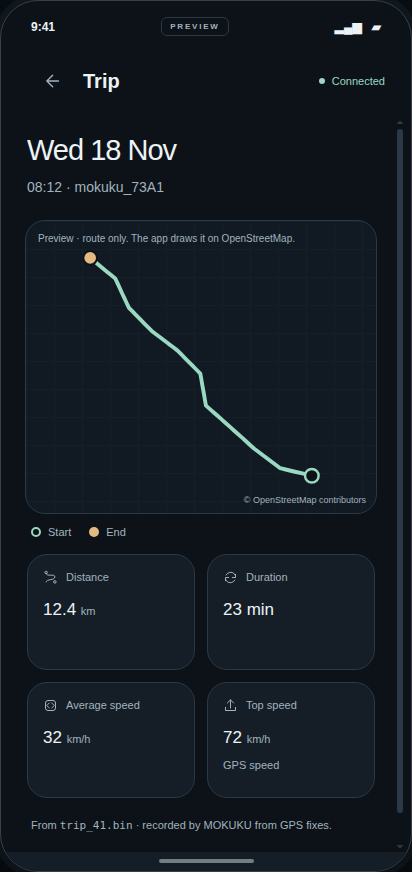 9:41
PREVIEW
Trip
Connected
Wed 18 Nov
08:12 · mokuku_73A1
Preview · route only. The app draws it on OpenStreetMap.
© OpenStreetMap contributors
Start
End
Distance
12.4 km
Duration
23 min
Average speed
32 km/h
Top speed
72 km/h
GPS speed
From trip_41.bin · recorded by MOKUKU from GPS fixes.